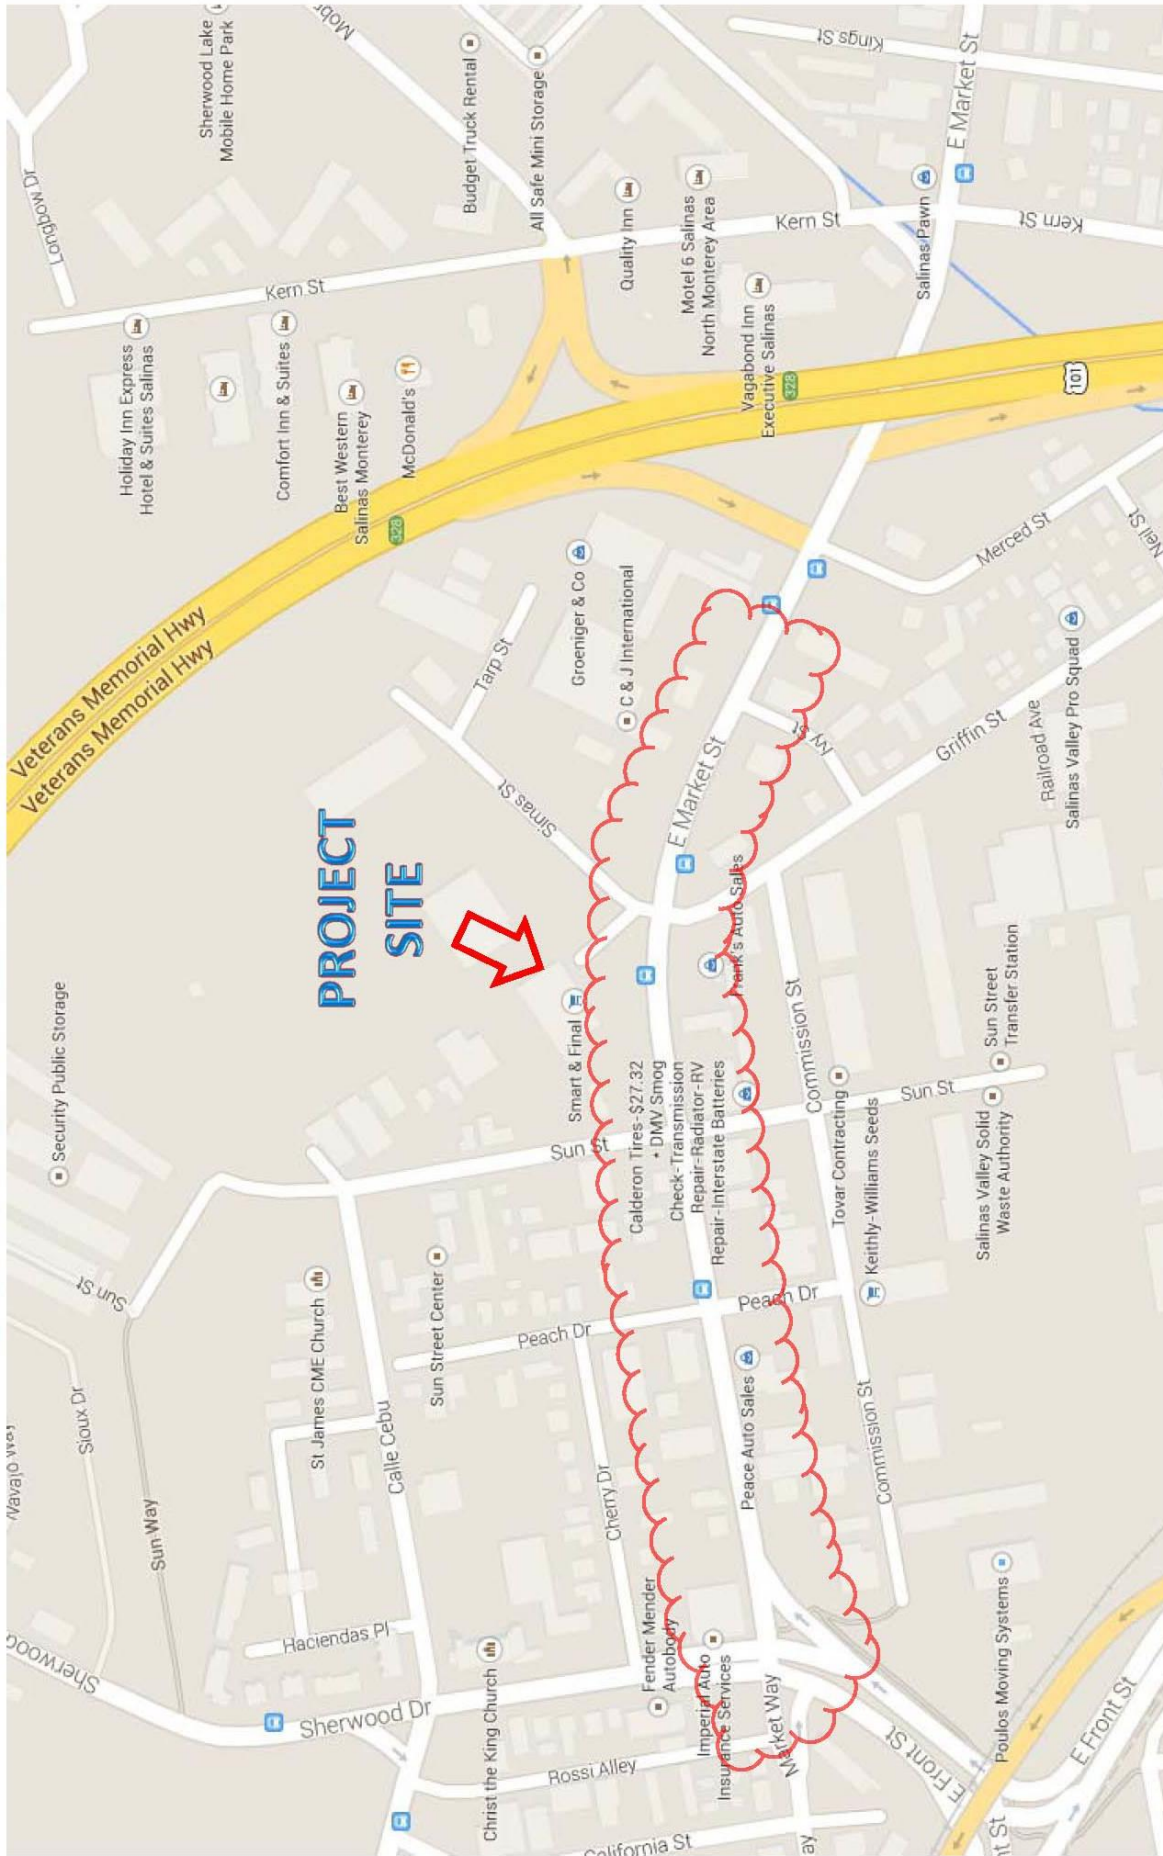 Navajo Way
Sioux Dr
Sun Way
Sun St
Security Public Storage
Veterans Memorial Hwy
Veterans Memorial Hwy
Longbow Dr
Sherwood Lake
Mobile Home Park
Holiday Inn Express
Hotel & Suites Salinas
Comfort Inn & Suites
Best Western
Salinas Monterey
McDonald's
328
Kern St
Budget Truck Rental
All Safe Mini Storage
Quality Inn
Motel 6 Salinas
North Monterey Area
Vagabond Inn
Executive Salinas
328
Kern St
Kings St
E Market St
Salinas Pawn
Kern St
101
Sherwood
Haciendas Pl
St James CME Church
Calle Cebu
Sun Street Center
PROJECT
SITE
Simas St
Tarp St
Groeniger & Co
C & J International
Sherwood Dr
Christ the King Church
Rossi Alley
California St
Cherry Dr
Peach Dr
Sun St
Smart & Final
Fender Mender
Autobody
Imperial Auto
Insurance Services
Market Way
Calderon Tires-$27.32
* DMV Smog
Check-Transmission
Repair-Radiator-RV
Repair-Interstate Batteries
Peace Auto Sales
Peach Dr
Frank's Auto Sales
E Market St
Ivy St
Griffin St
Merced St
Neil St
Commission St
Commission St
Tovar Contracting
Keithly-Williams Seeds
Sun St
Salinas Valley Solid
Waste Authority
Sun Street
Transfer Station
Railroad Ave
Salinas Valley Pro Squad
Poulos Moving Systems
E Front St
E Front St